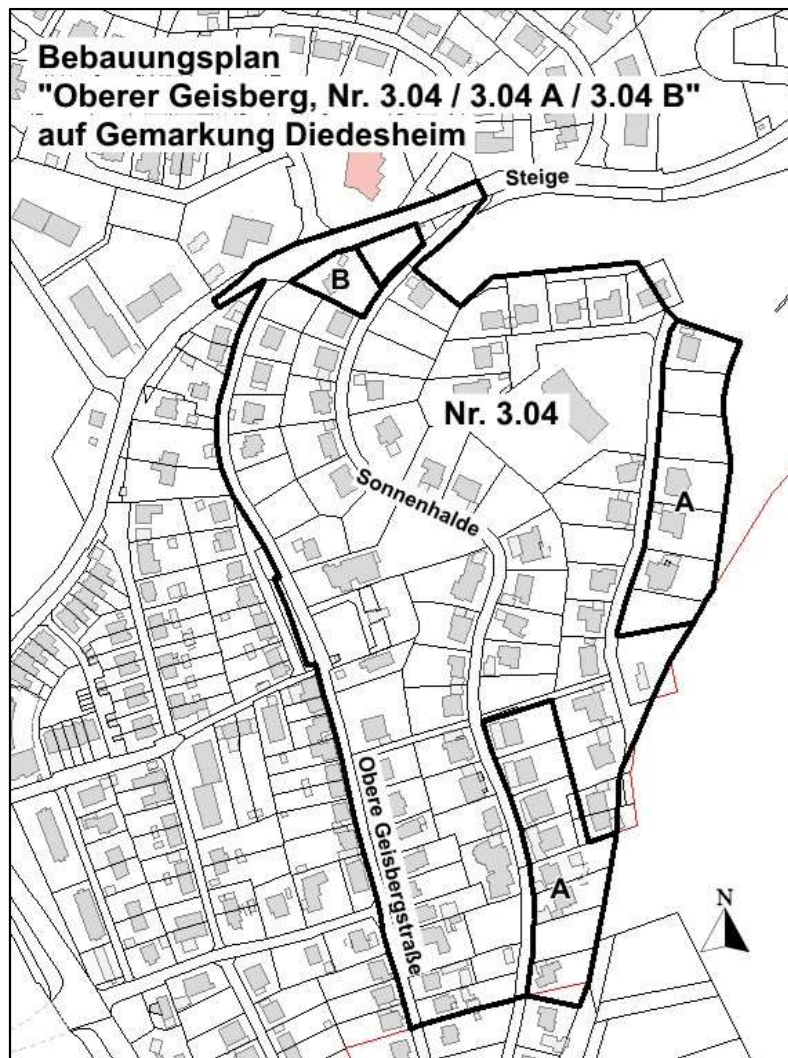 Bebauungsplan
"Oberer Geisberg, Nr. 3.04 / 3.04 A / 3.04 B"
auf Gemarkung Diedesheim
Steige
B
Nr. 3.04
A
Sonnenhalde
Obere Geisbergstraße
A
N